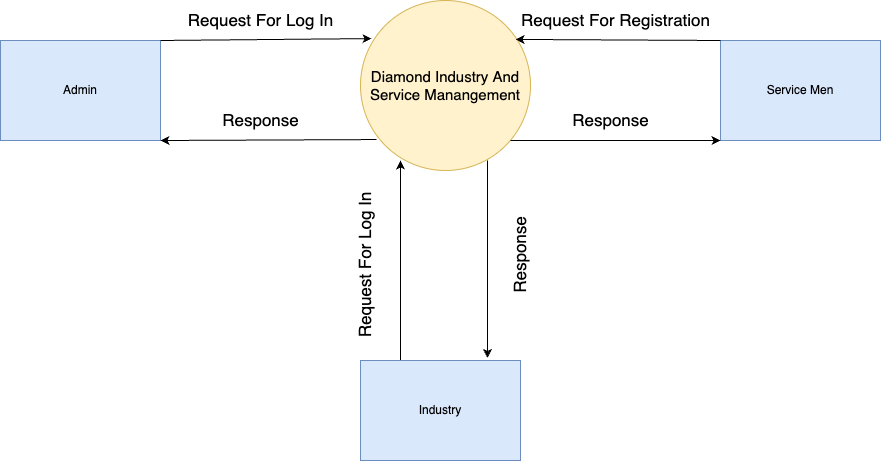 Request For Log In
Request For Registration
Admin
Diamond Industry And
Service Manangement
Service Men
Response
Response
Request For Log In
Response
Industry